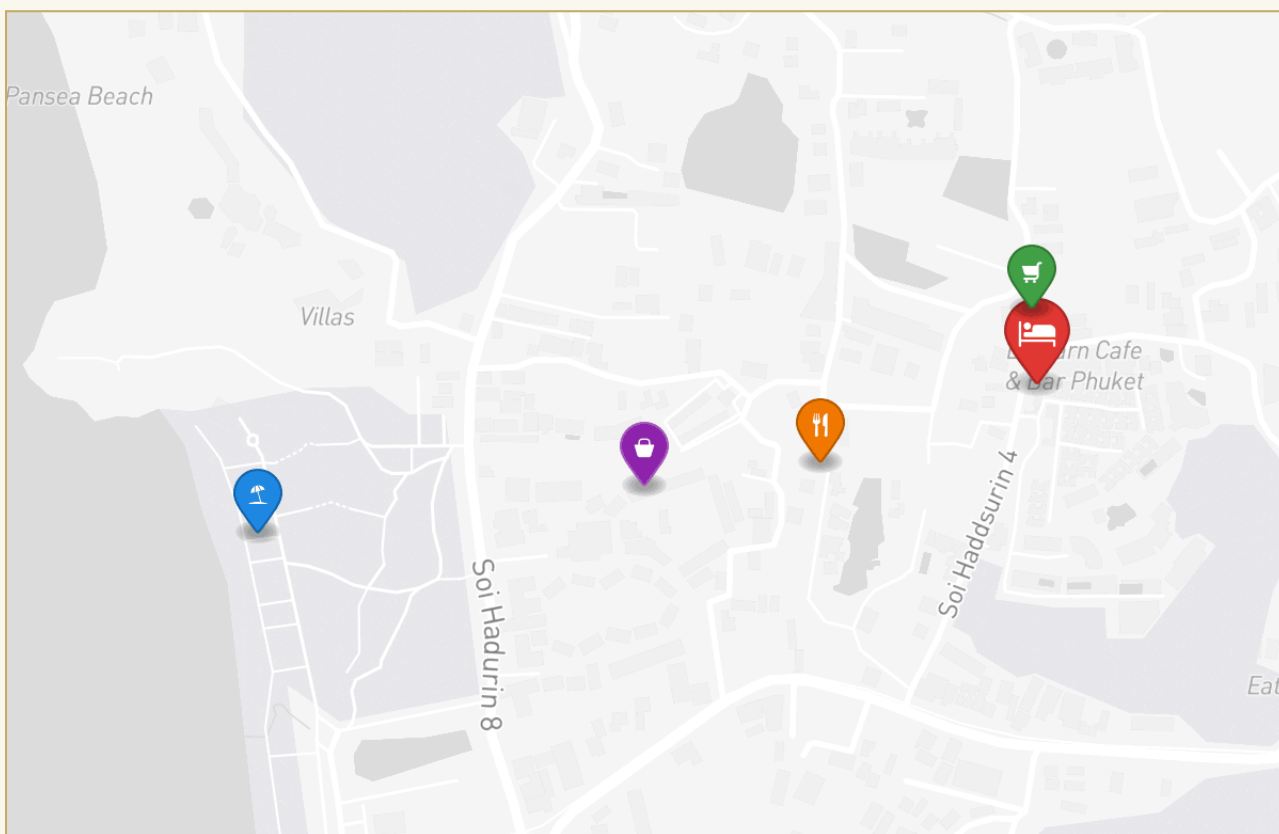 Pansea Beach
Villas
Cafe
& Bar Phuket
Soi Haddsurin 4
Soi Hadurin 8